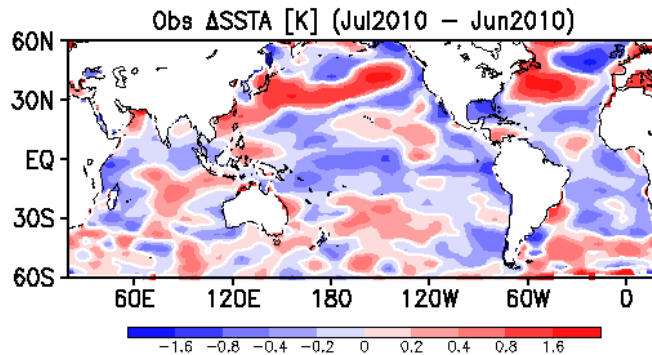 Obs ΔSSTA [K] (Jul2010 − Jun2010)
60N
30N
EQ
30S
60S
60E 120E 180 120W 60W 0
-1.6 -0.8 -0.4 -0.2 0 0.2 0.4 0.8 1.6